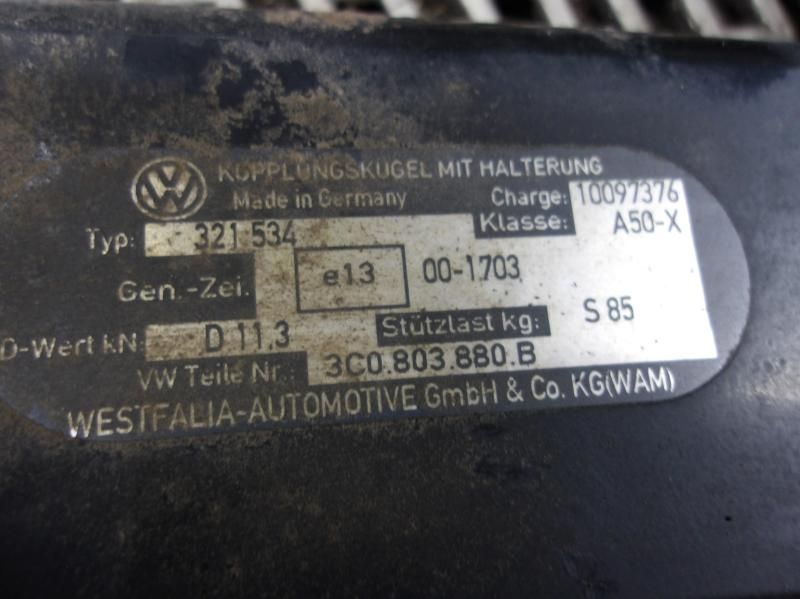 KUPPLUNGSKUGEL MIT HALTERUNG
Made in Germany Charge: 10097376
Klasse: A50-X
Typ: 321 534
Gen.-Zei. e13 00-1703
D-Wert kN: D 11,3 Stützlast kg: S 85
VW Teile Nr.: 3C0.803.880.B
WESTFALIA-AUTOMOTIVE GmbH & Co. KG(WAM)